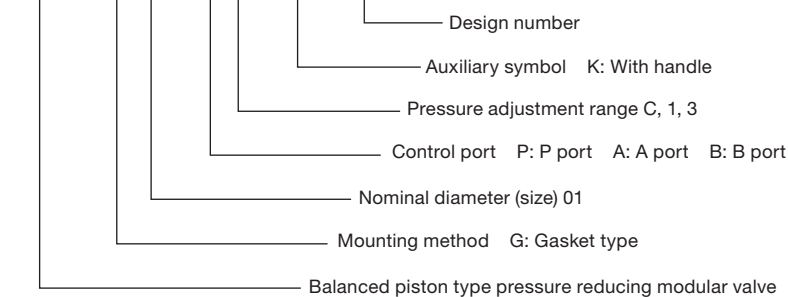 Design number
Auxiliary symbol K: With handle
Pressure adjustment range C, 1, 3
Control port P: P port A: A port B: B port
Nominal diameter (size) 01
Mounting method G: Gasket type
Balanced piston type pressure reducing modular valve